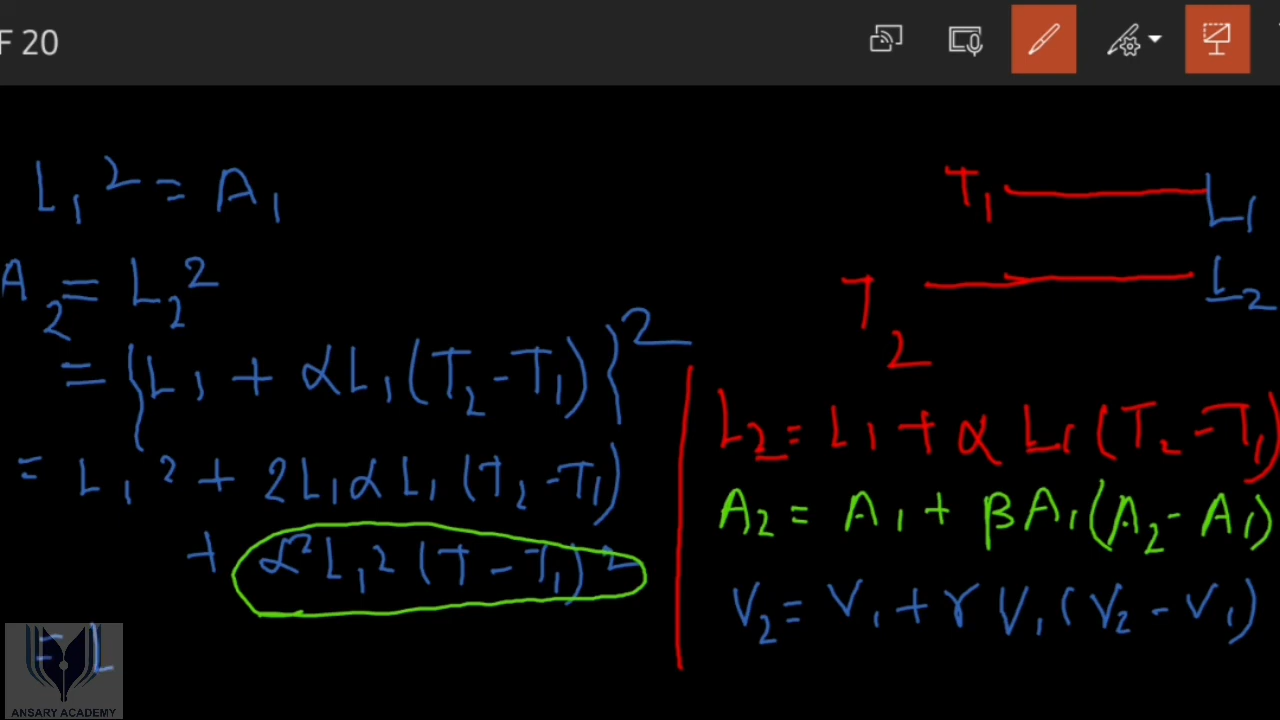 F 20
L₁² = A₁
A₂ = L₂²
= {L₁ + αL₁(T₂-T₁)}²
= L₁² + 2L₁αL₁(T₂-T₁)
+ α²L₁²(T-T₁)²
= L
T₁ L₁
T₂ L₂
L₂ = L₁ + αL₁(T₂-T₁)
A₂ = A₁ + βA₁(A₂-A₁)
V₂ = V₁ + γV₁(V₂-V₁)
ANSARY ACADEMY